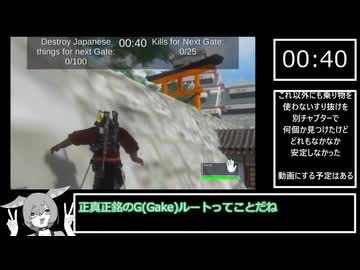 Destroy Japanese
things for next Gate:
0/100
00:40
Kills for Next Gate:
0/25
00:40
これ以外にも乗り物を
使わないすり抜けを
別チャプターで
何個か見つけたけど
どれもなかなか
安定しなかった
動画にする予定はある
正真正銘のG(Gake)ルートってことだね